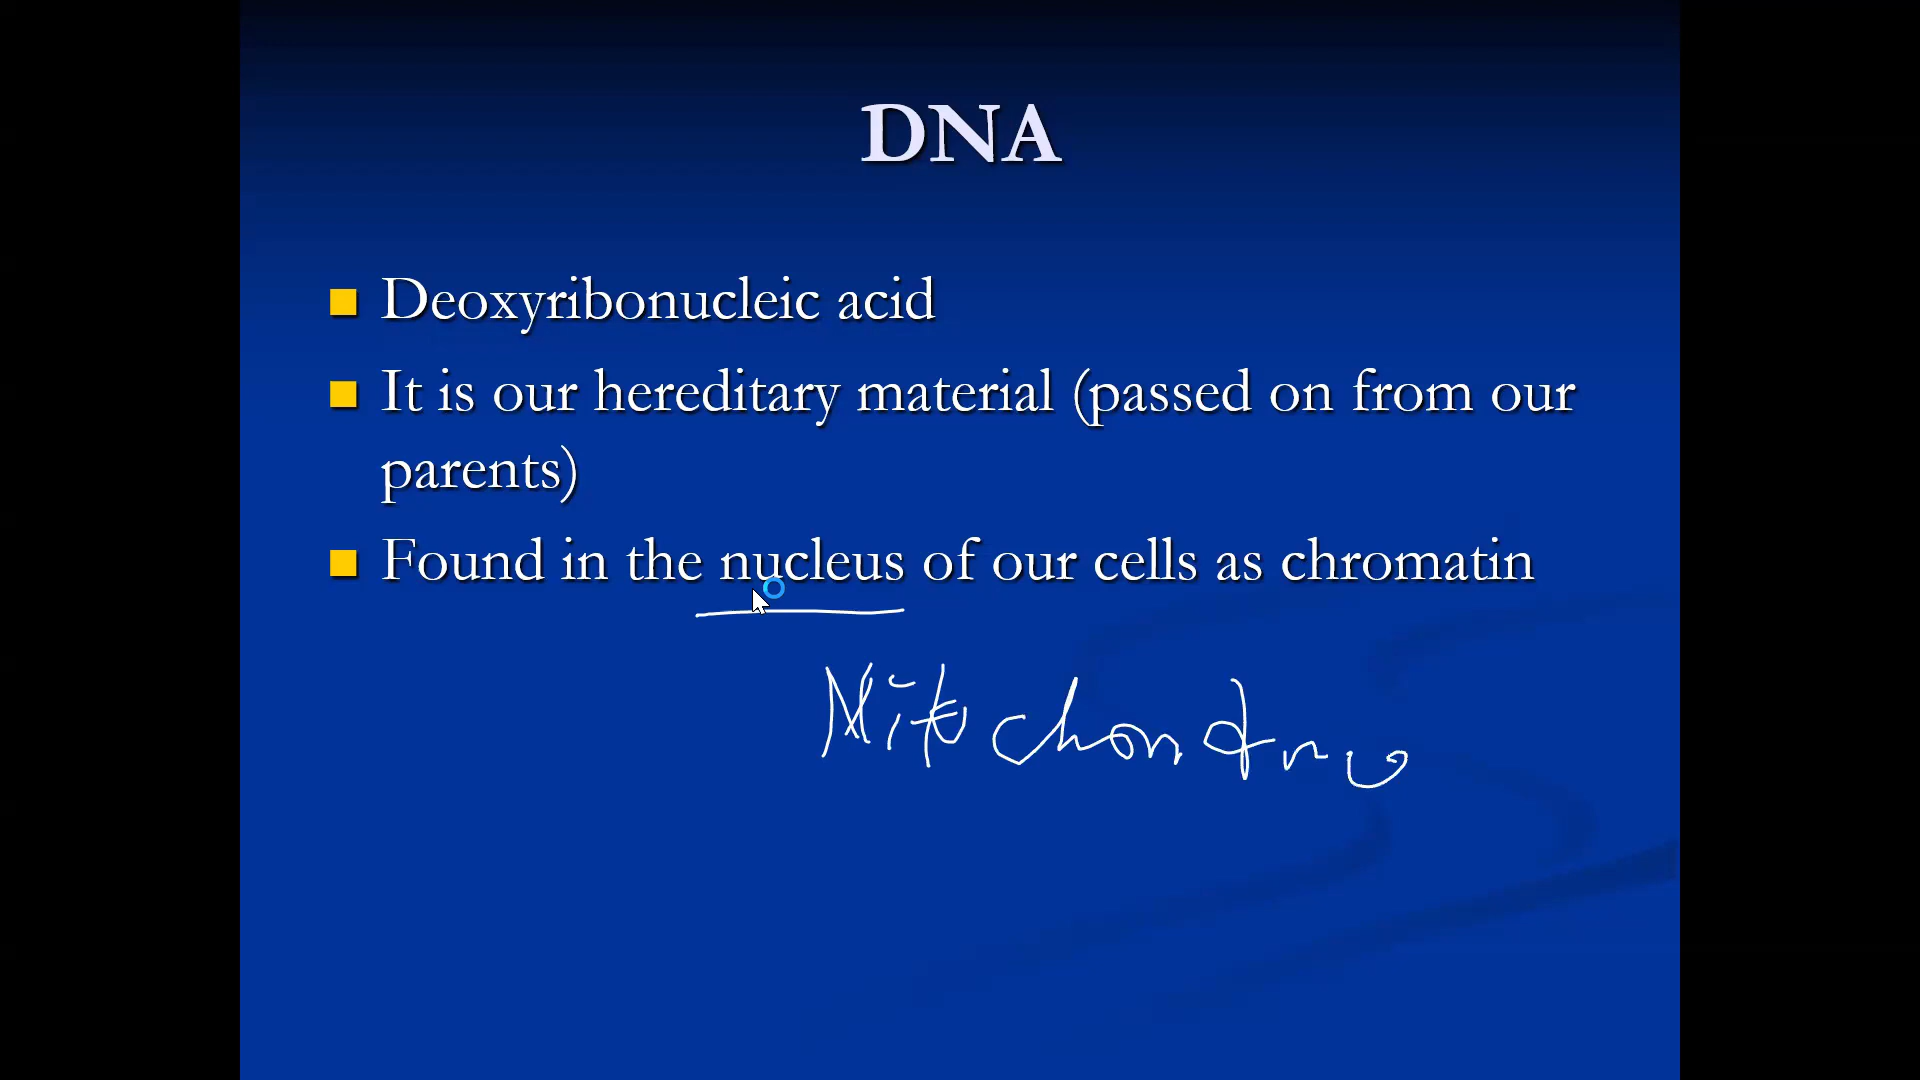 DNA
Deoxyribonucleic acid
It is our hereditary material (passed on from our
parents)
Found in the nucleus of our cells as chromatin